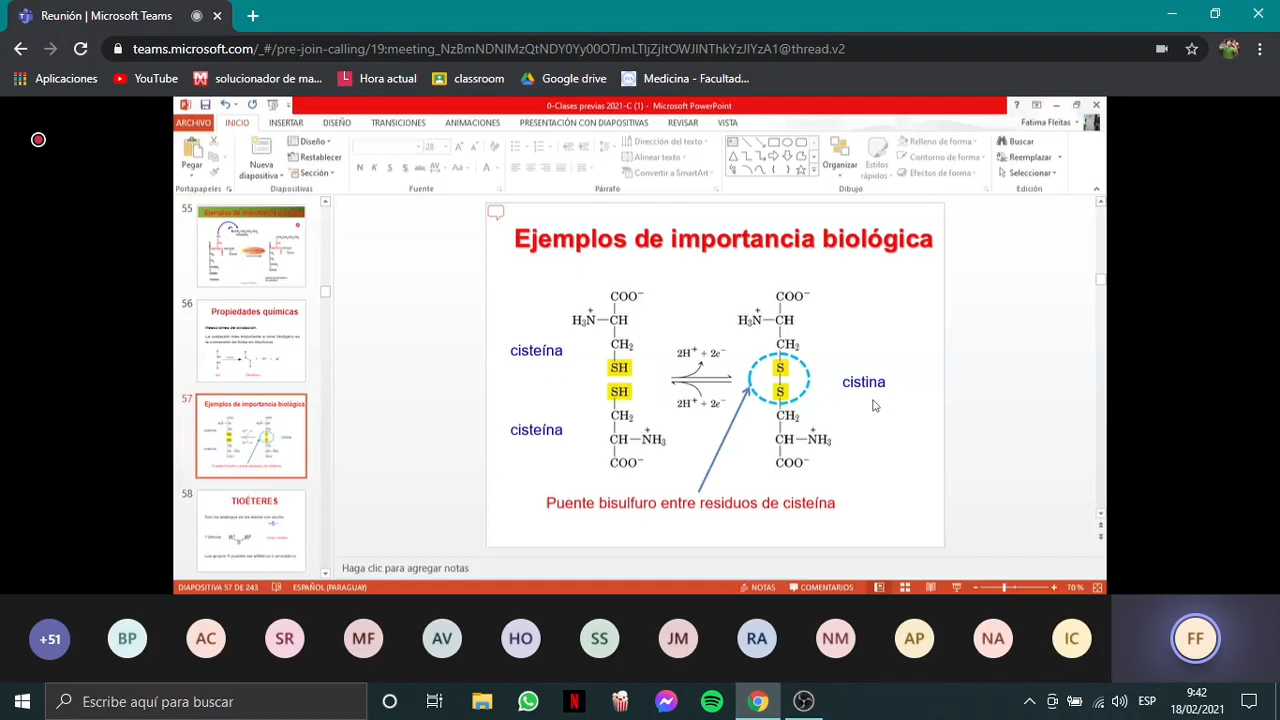 Reunión | Microsoft Teams
teams.microsoft.com/_#/pre-join-calling/19:meeting_NzBmNDNlMzQtNDY0Yy00OTJmLTljZjltOWJlNThkYzJlYzA1@thread.v2
Aplicaciones YouTube solucionador de ma... Hora actual classroom Google drive Medicina - Facultad...
0-Clases previas 2021-C (1) - Microsoft PowerPoint
ARCHIVO INICIO INSERTAR DISEÑO TRANSICIONES ANIMACIONES PRESENTACIÓN CON DIAPOSITIVAS REVISAR VISTA Fatima Fleitas
Pegar
Nueva diapositiva
Diseño
Restablecer
Sección
28
N K S S abc AV Aa A
Dirección del texto
Alinear texto
Convertir a SmartArt
Organizar
Estilos rápidos
Relleno de forma
Contorno de forma
Efectos de forma
Buscar
Reemplazar
Seleccionar
Portapapeles Diapositivas Fuente Párrafo Dibujo Edición
55
56
Propiedades químicas
57
Ejemplos de importancia biológica
58
TIOÉTERES
Ejemplos de importancia biológica
COO⁻ COO⁻
H₃N⁺—CH H₃N⁺—CH
CH₂ CH₂
cisteína
2H⁺ + 2e⁻
SH S
cistina
SH S
2H⁺ + 2e⁻
CH₂ CH₂
cisteína
CH—NH₃⁺ CH—NH₃⁺
COO⁻ COO⁻
Puente bisulfuro entre residuos de cisteína
Haga clic para agregar notas
DIAPOSITIVA 57 DE 243 ESPAÑOL (PARAGUAY) NOTAS COMENTARIOS 70 %
+51 BP AC SR MF AV HO SS JM RA NM AP NA IC FF
Escribe aquí para buscar
ESP
9:42
18/02/2021